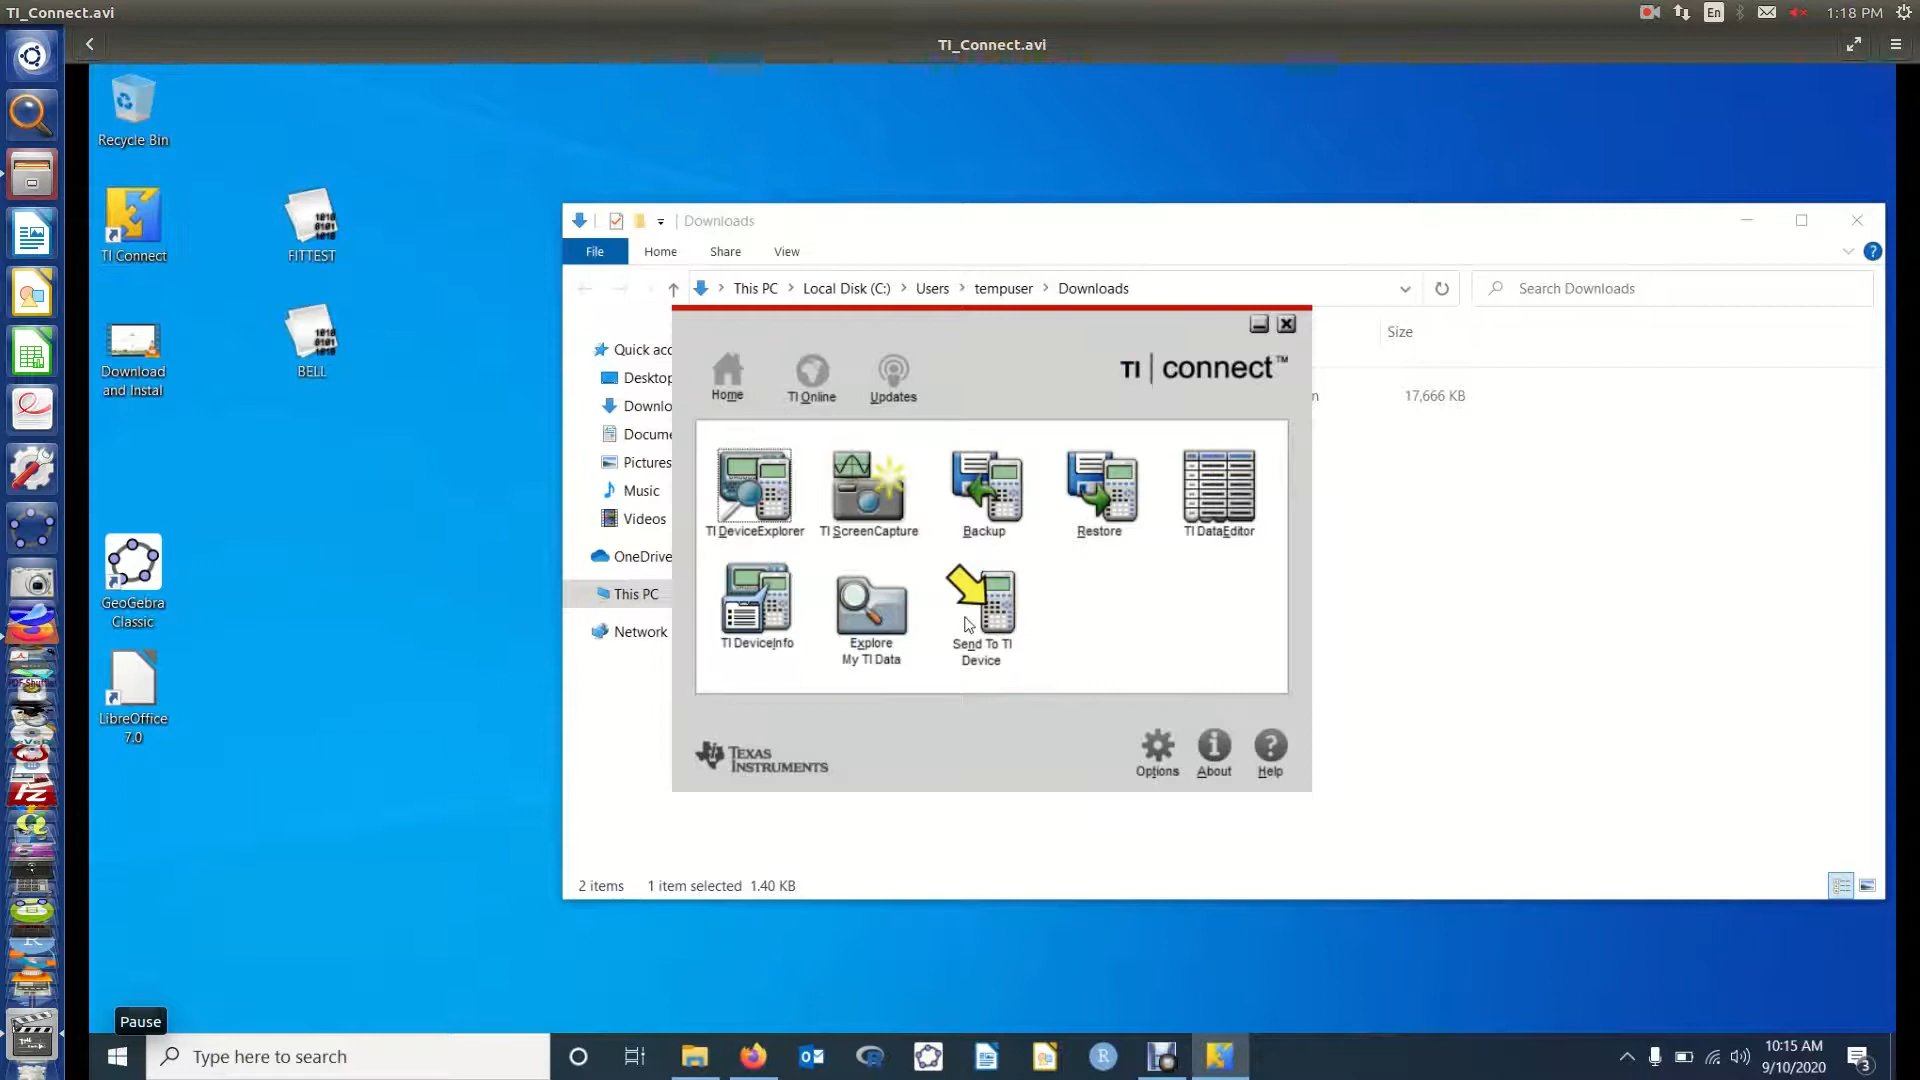 TI_Connect.avi
En
1:18 PM
TI_Connect.avi
Recycle Bin
TI Connect
FITTEST
Download
and Instal
BELL
GeoGebra
Classic
LibreOffice
7.0
Downloads
File
Home
Share
View
This PC
Local Disk (C:)
Users
tempuser
Downloads
Search Downloads
Size
Quick acc
Desktop
Downlo
Docume
Pictures
Music
Videos
OneDrive
This PC
Network
n
17,666 KB
Home
TI Online
Updates
TI connect™
TI DeviceExplorer
TI ScreenCapture
Backup
Restore
TI DataEditor
TI DeviceInfo
Explore
My TI Data
Send To TI
Device
TEXAS
INSTRUMENTS
Options
About
Help
2 items
1 item selected
1.40 KB
Pause
Type here to search
10:15 AM
9/10/2020
3